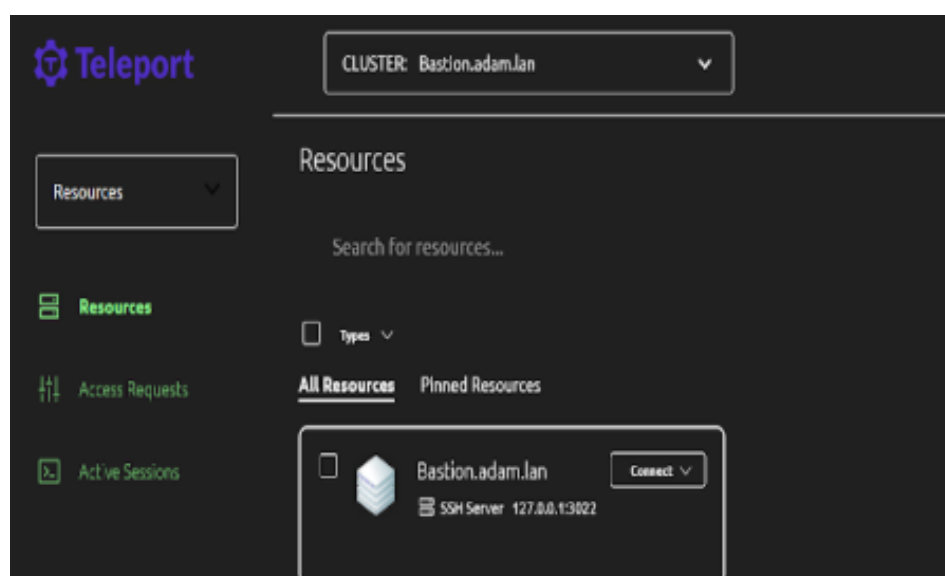 Teleport
CLUSTER: Bastion.adam.lan
Resources
Resources
Search for resources...
Resources
Types
Access Requests
All Resources Pinned Resources
Active Sessions
Bastion.adam.lan Connect
SSH Server 127.0.0.1:3022